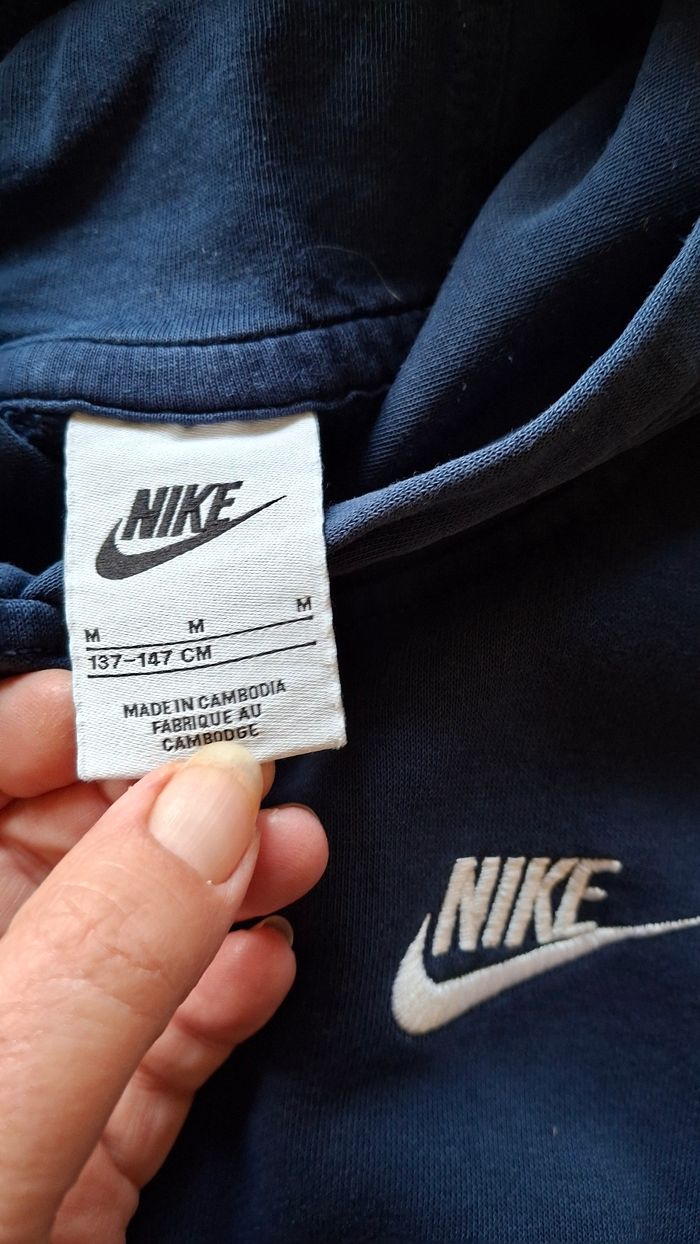 NIKE
M M M
137-147 CM
MADE IN CAMBODIA
FABRIQUE AU
CAMBODGE
NIKE